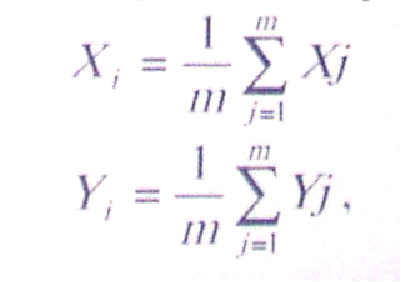 X_i = \frac{1}{m} \sum_{j=1}^{m} Xj
Y_i = \frac{1}{m} \sum_{j=1}^{m} Yj,